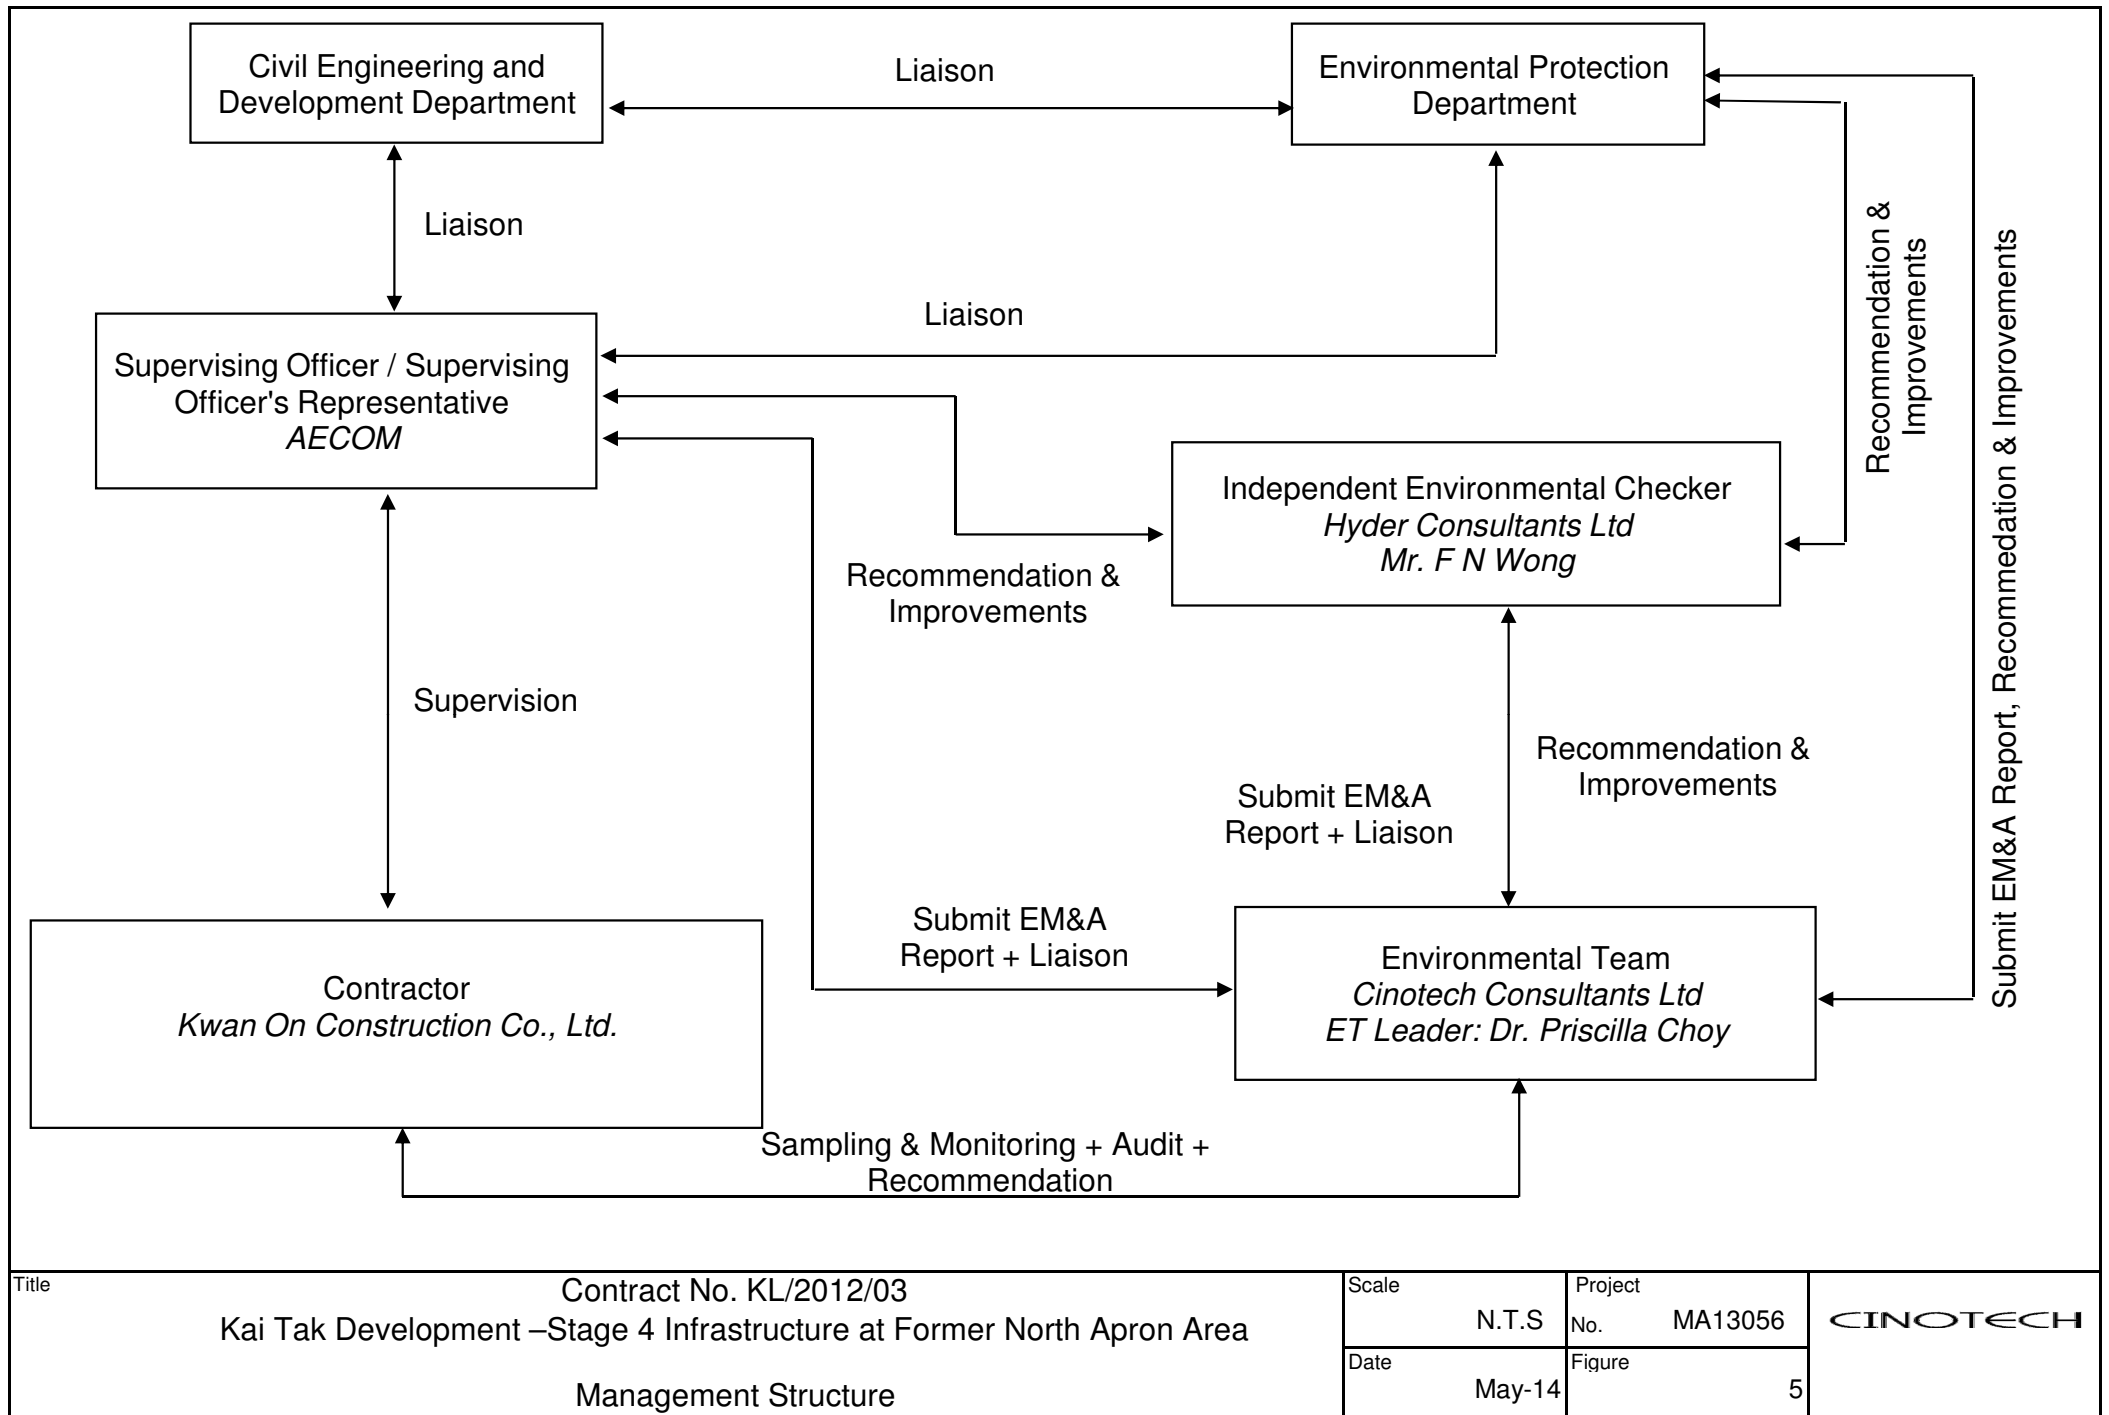 Civil Engineering and
Development Department
Liaison
Environmental Protection
Department
Liaison
Liaison
Supervising Officer / Supervising
Officer's Representative
AECOM
Recommendation &
Improvements
Submit EM&A Report, Recommedation & Improvements
Independent Environmental Checker
Hyder Consultants Ltd
Mr. F N Wong
Recommendation &
Improvements
Supervision
Recommendation &
Improvements
Submit EM&A
Report + Liaison
Submit EM&A
Report + Liaison
Contractor
Kwan On Construction Co., Ltd.
Environmental Team
Cinotech Consultants Ltd
ET Leader: Dr. Priscilla Choy
Sampling & Monitoring + Audit +
Recommendation
Title
Contract No. KL/2012/03
Kai Tak Development –Stage 4 Infrastructure at Former North Apron Area
Management Structure
Scale
N.T.S
Project
No. MA13056
Date
May-14
Figure
5
CINOTECH